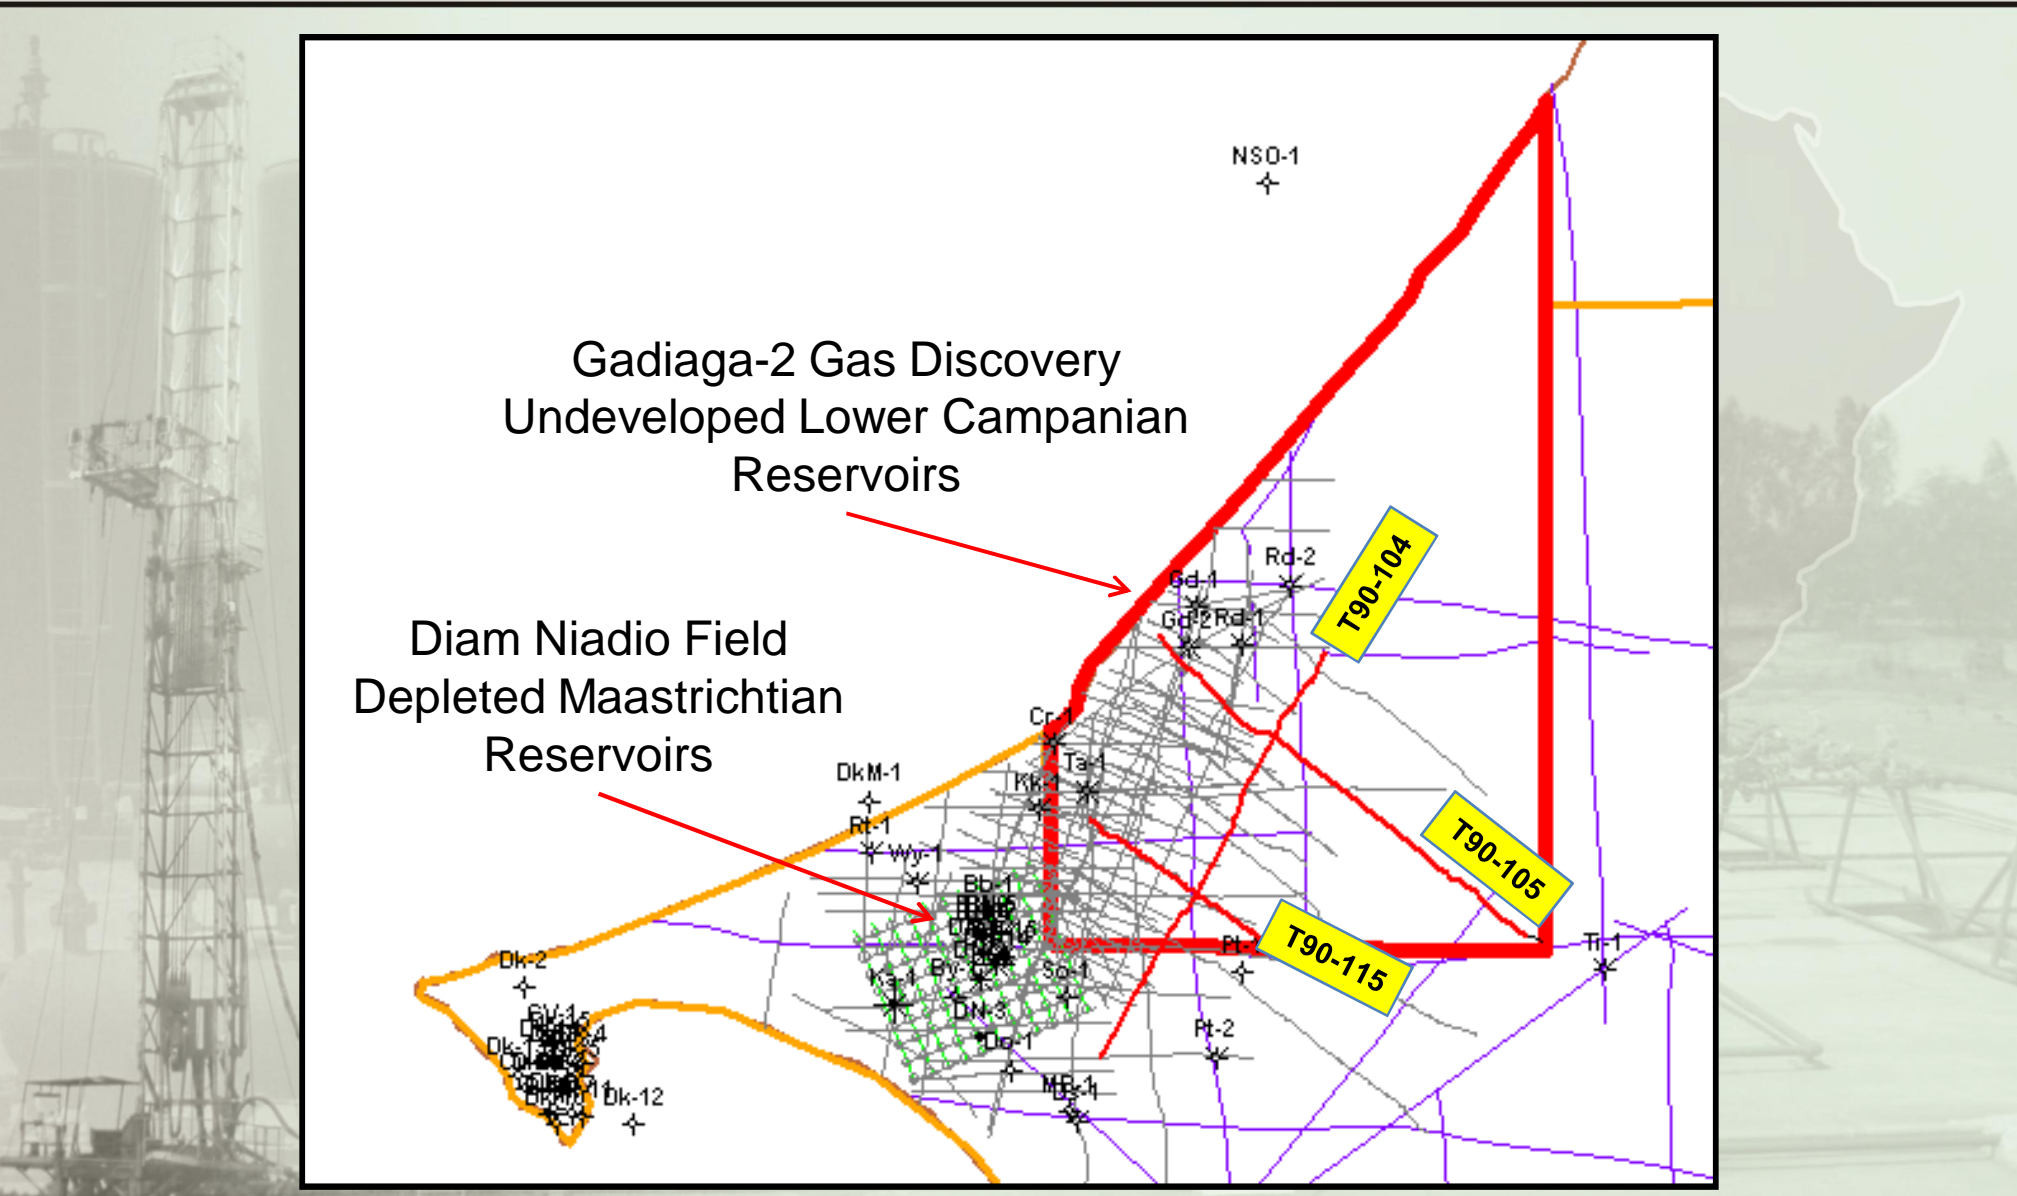 NSO-1
Gadiaga-2 Gas Discovery
Undeveloped Lower Campanian
Reservoirs
T90-104
Rd-2
Gd-1
Gd-2
Rd-1
Diam Niadio Field
Depleted Maastrichtian
Reservoirs
Cr-1
Ta-1
DkM-1
Kk-1
Rt-1
Wy-1
T90-105
Bb-1
T90-115
Tr-1
Dk-2
So-1
DN-3
Do-1
Pt-2
Dk-12